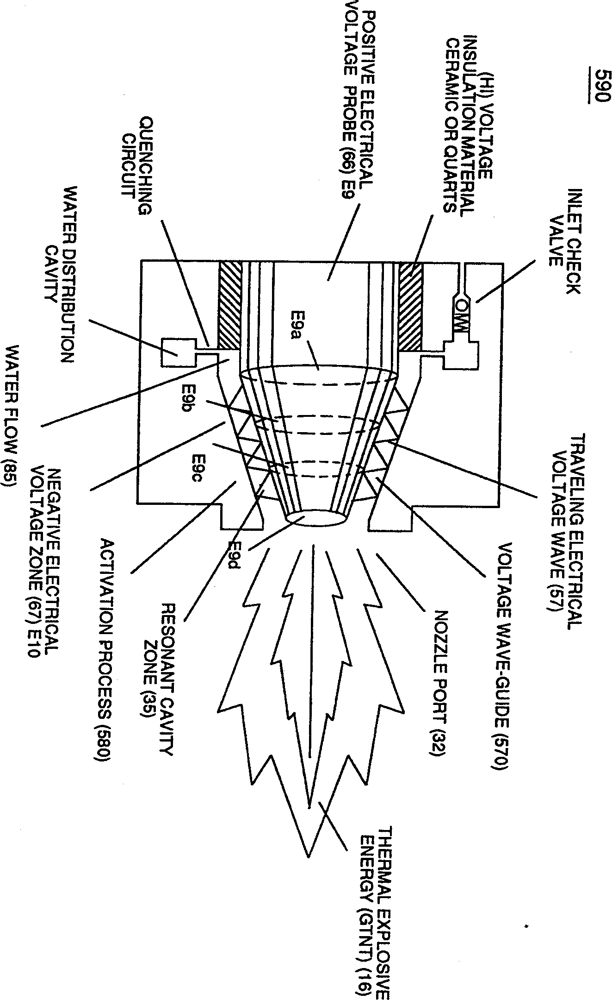 590
(HI) VOLTAGE
INSULATION MATERIAL
CERAMIC OR QUARTS
INLET CHECK
VALVE
TRAVELING ELECTRICAL
VOLTAGE WAVE (57)
VOLTAGE WAVE-GUIDE (570)
NOZZLE PORT (32)
POSITIVE ELECTRICAL
VOLTAGE PROBE (66) E9
THERMAL EXPLOSIVE
ENERGY (GTNT) (16)
E9a
E9b
E9c
E9d
QUENCHING
CIRCUIT
WATER DISTRIBUTION
CAVITY
WATER FLOW (85)
NEGATIVE ELECTRICAL
VOLTAGE ZONE (67) E10
ACTIVATION PROCESS (580)
RESONANT CAVITY
ZONE (35)